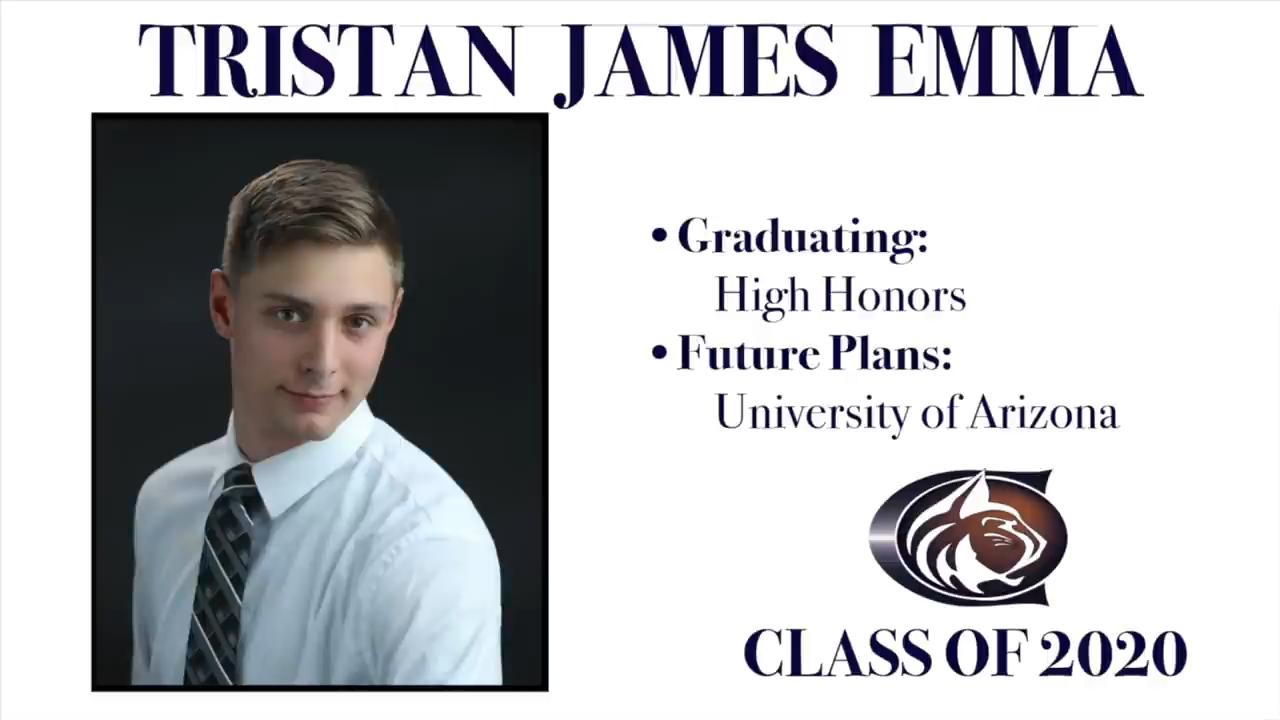 TRISTAN JAMES EMMA
• Graduating:
High Honors
• Future Plans:
University of Arizona
CLASS OF 2020